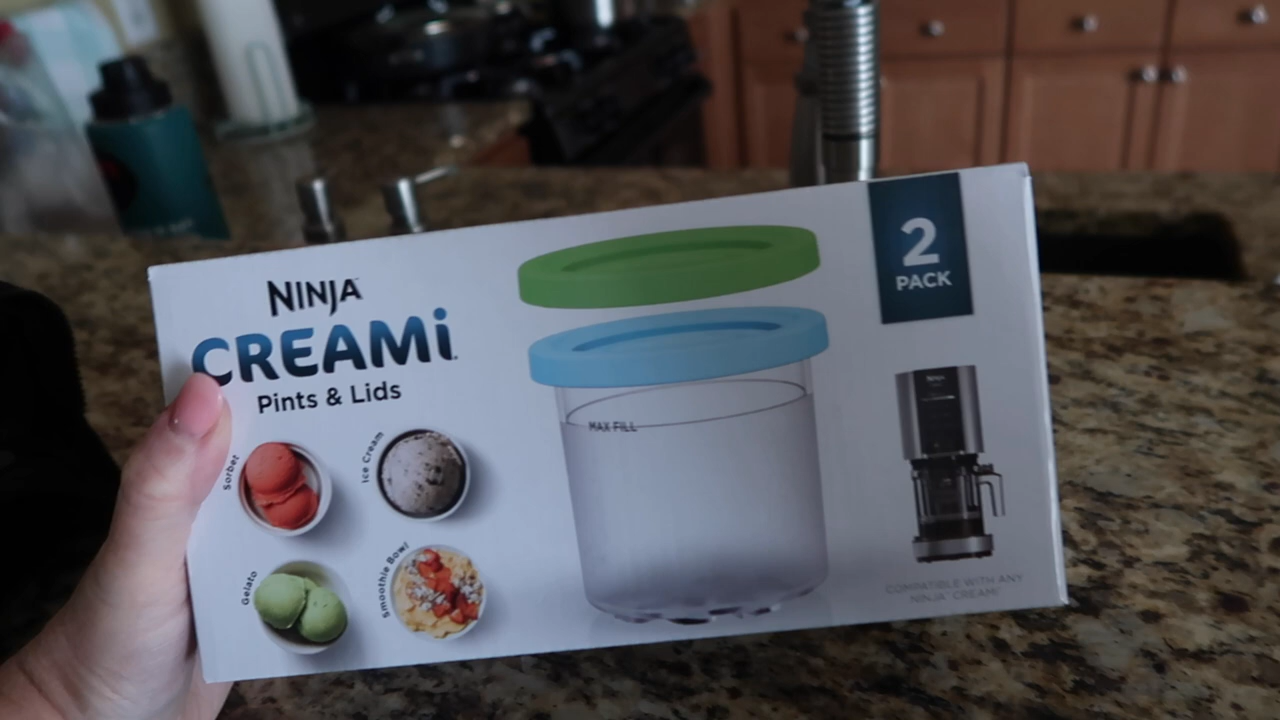 NINJA
CREAMi
Pints & Lids
Sorbet
Ice Cream
Gelato
Smoothie Bowl
MAX FILL
2
PACK
COMPATIBLE WITH ANY
NINJA® CREAMi®